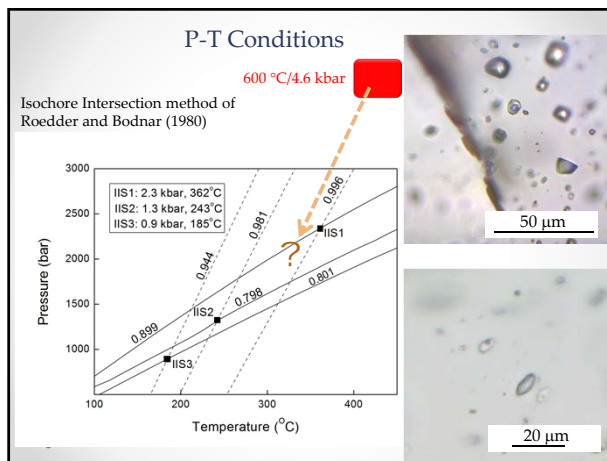 P-T Conditions
600 °C/4.6 kbar
Isochore Intersection method of
Roedder and Bodnar (1980)
3000
2500
2000
1500
1000
Pressure (bar)
IIS1: 2.3 kbar, 362°C
IIS2: 1.3 kbar, 243°C
IIS3: 0.9 kbar, 185°C
0.944
0.981
0.996
IIS1
?
0.899
IIS2
0.798
0.801
IIS3
100
200
300
400
Temperature (°C)
50 μm
20 μm